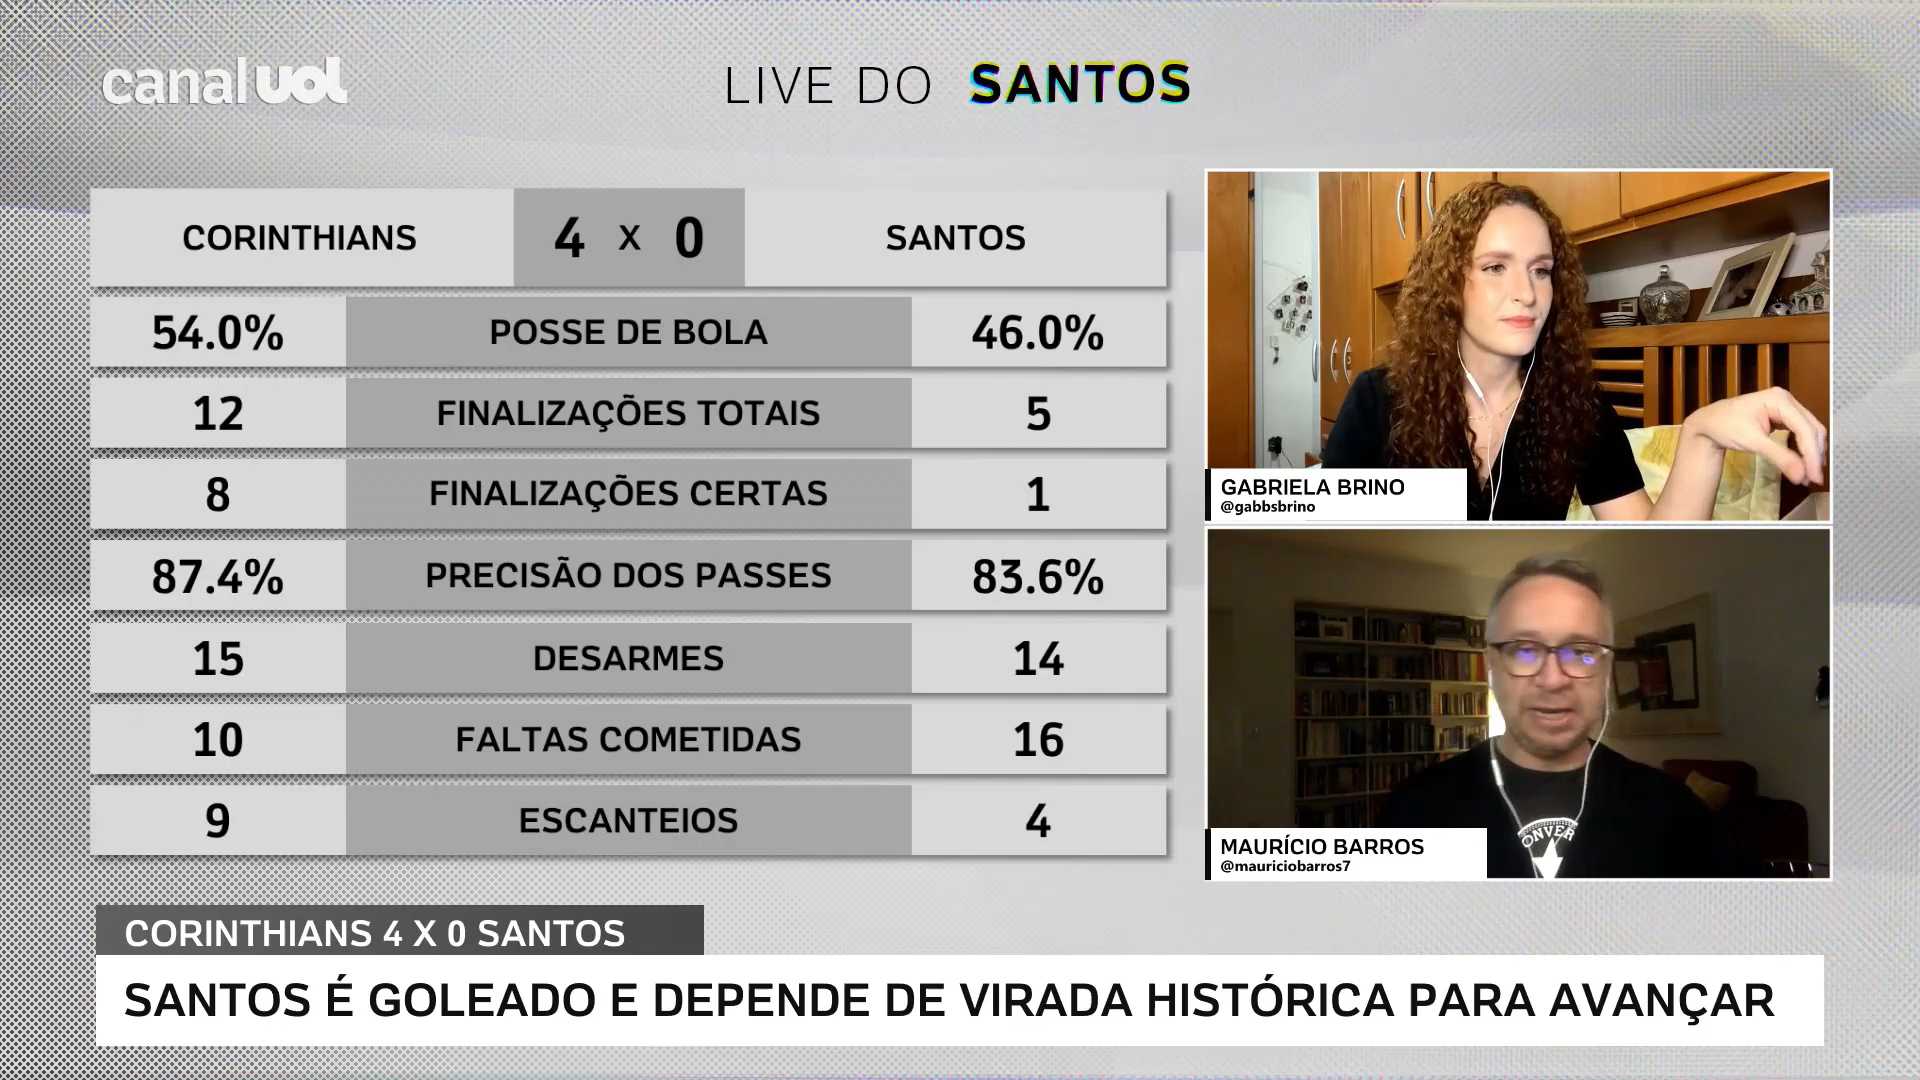 canal uol
LIVE DO SANTOS
CORINTHIANS 4 X 0 SANTOS
54.0% POSSE DE BOLA 46.0%
12 FINALIZAÇÕES TOTAIS 5
8 FINALIZAÇÕES CERTAS 1
87.4% PRECISÃO DOS PASSES 83.6%
15 DESARMES 14
10 FALTAS COMETIDAS 16
9 ESCANTEIOS 4
GABRIELA BRINO
@gabbsbrino
ONVER
MAURÍCIO BARROS
@mauriciobarros7
CORINTHIANS 4 X 0 SANTOS
SANTOS É GOLEADO E DEPENDE DE VIRADA HISTÓRICA PARA AVANÇAR